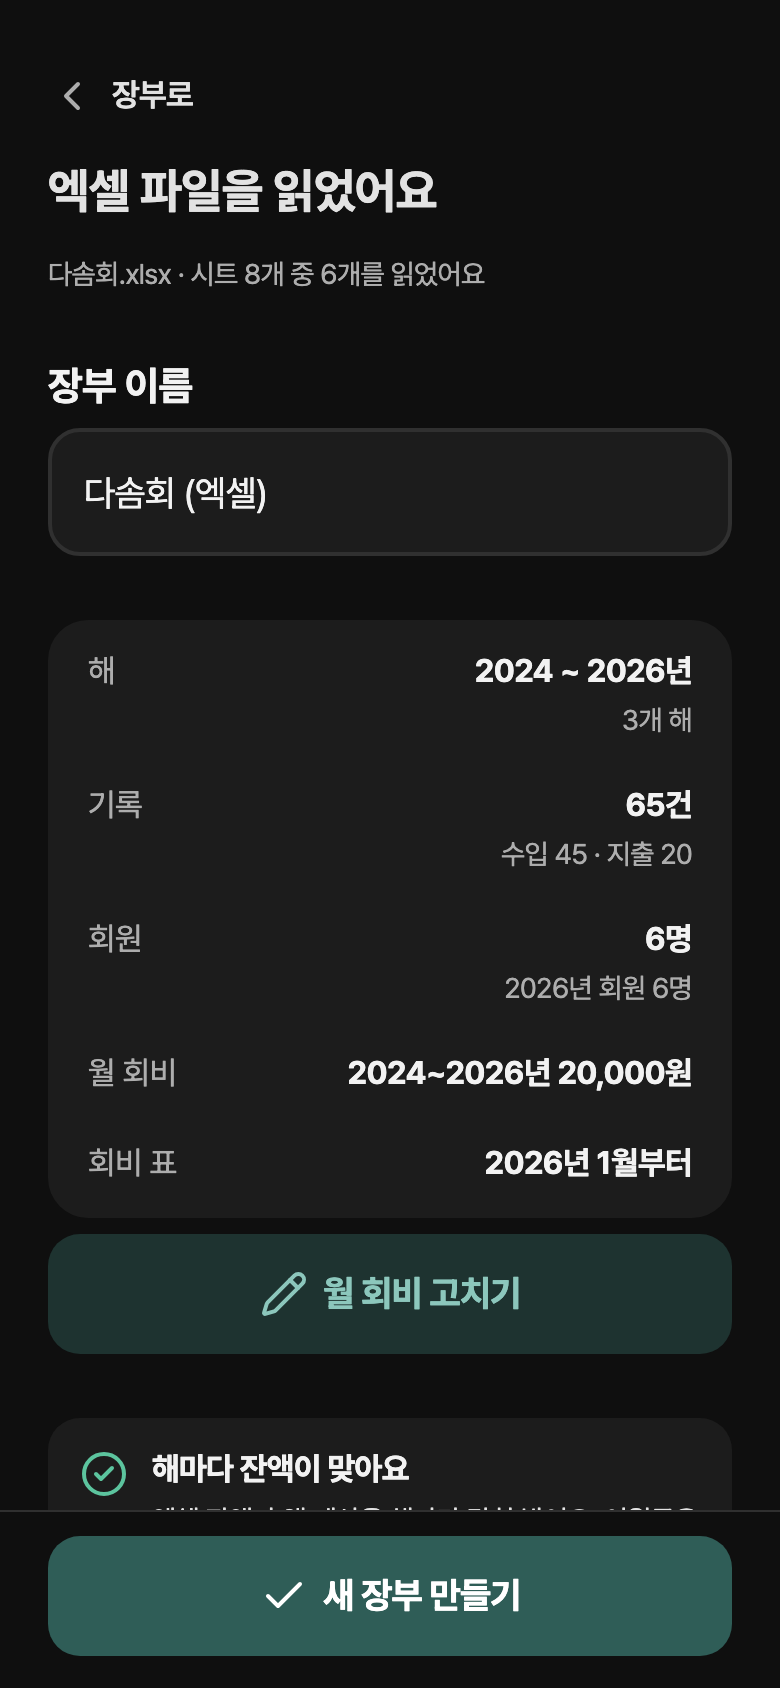 장부로
엑셀 파일을 읽었어요
다솜회.xlsx · 시트 8개 중 6개를 읽었어요
장부 이름
다솜회 (엑셀)
해 2024 ~ 2026년
3개 해
기록 65건
수입 45 · 지출 20
회원 6명
2026년 회원 6명
월 회비 2024~2026년 20,000원
회비 표 2026년 1월부터
월 회비 고치기
해마다 잔액이 맞아요
새 장부 만들기